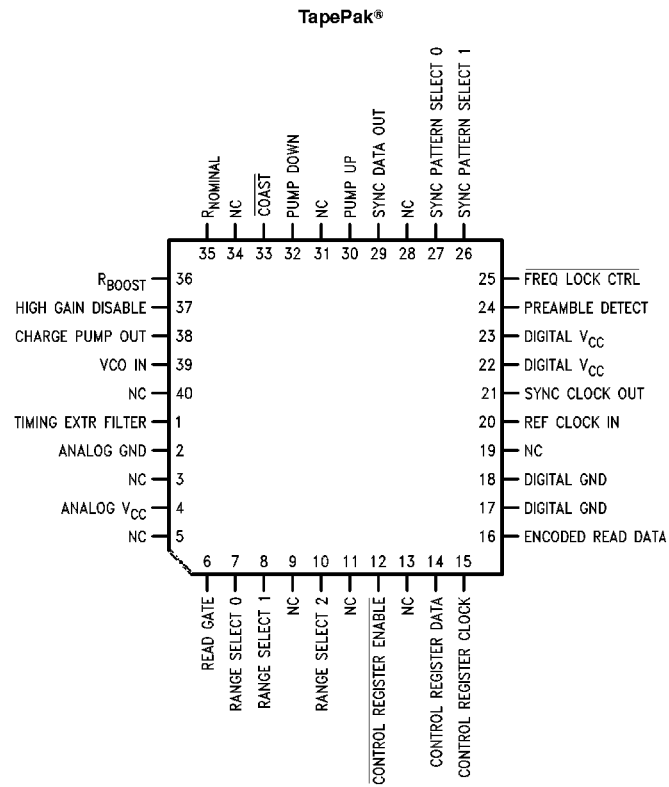 TapePak®
R_NOMINAL
NC
COAST
PUMP DOWN
NC
PUMP UP
SYNC DATA OUT
NC
SYNC PATTERN SELECT 0
SYNC PATTERN SELECT 1
35 34 33 32 31 30 29 28 27 26
R_BOOST 36
HIGH GAIN DISABLE 37
CHARGE PUMP OUT 38
VCO IN 39
NC 40
TIMING EXTR FILTER 1
ANALOG GND 2
NC 3
ANALOG V_CC 4
NC 5
25 FREQ LOCK CTRL
24 PREAMBLE DETECT
23 DIGITAL V_CC
22 DIGITAL V_CC
21 SYNC CLOCK OUT
20 REF CLOCK IN
19 NC
18 DIGITAL GND
17 DIGITAL GND
16 ENCODED READ DATA
6 7 8 9 10 11 12 13 14 15
READ GATE
RANGE SELECT 0
RANGE SELECT 1
NC
RANGE SELECT 2
NC
CONTROL REGISTER ENABLE
NC
CONTROL REGISTER DATA
CONTROL REGISTER CLOCK